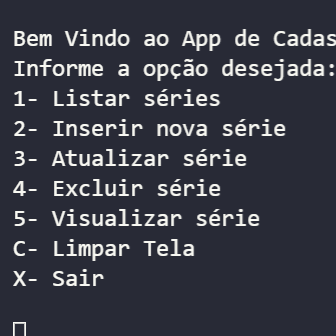 Bem Vindo ao App de Cadas
Informe a opção desejada:
1- Listar séries
2- Inserir nova série
3- Atualizar série
4- Excluir série
5- Visualizar série
C- Limpar Tela
X- Sair